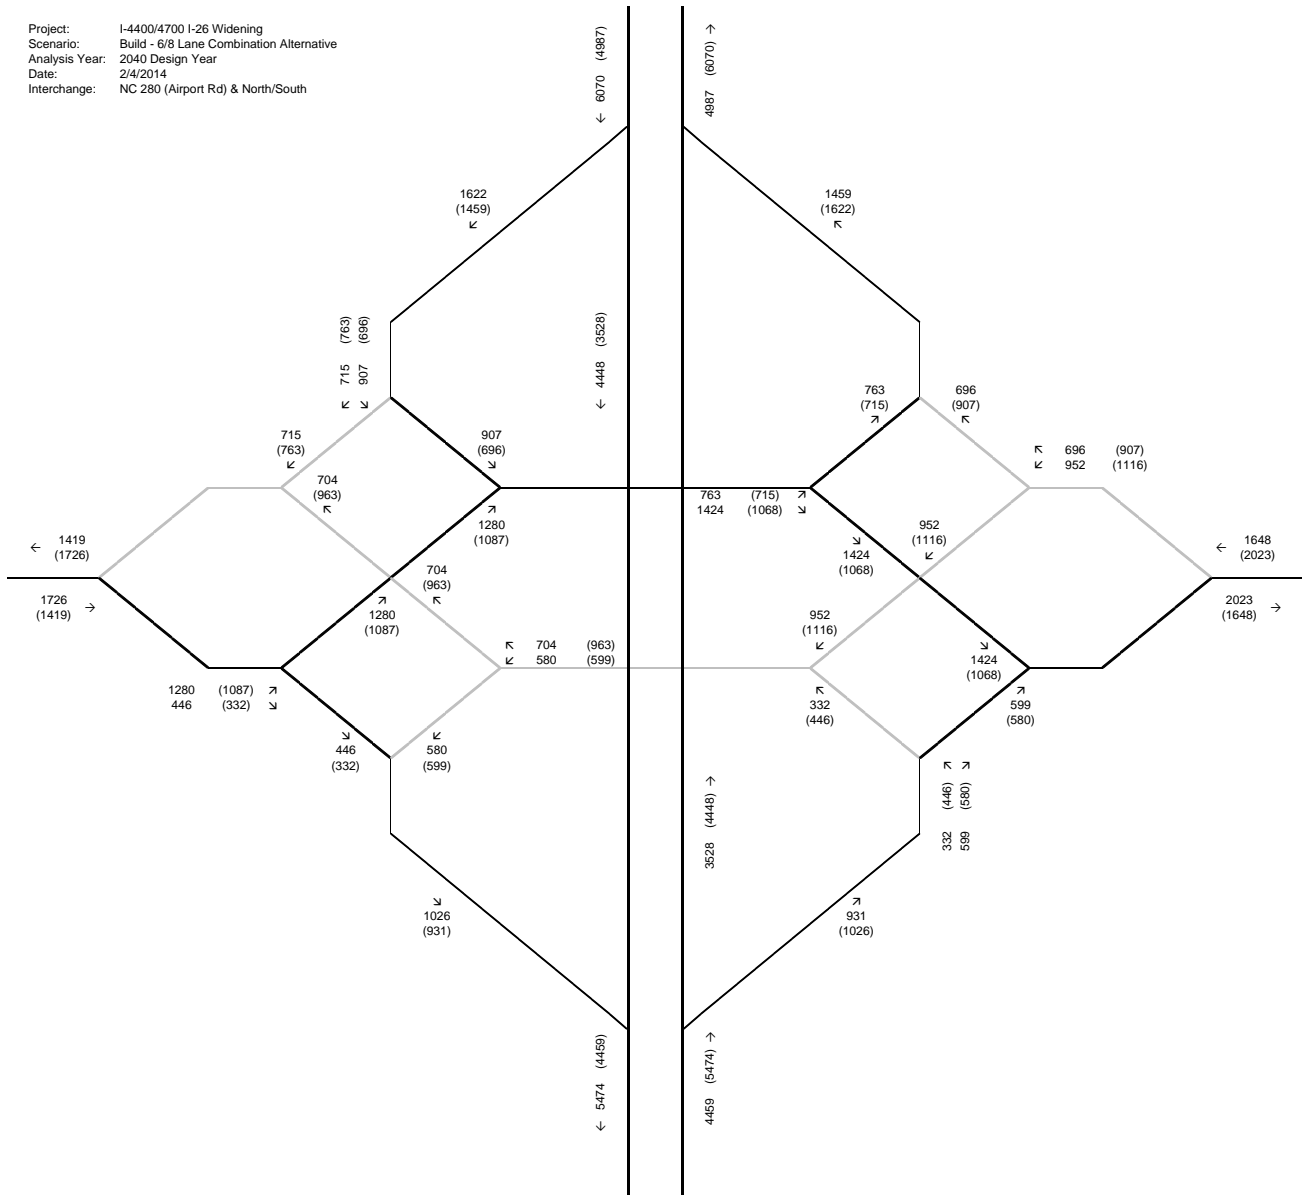 Project: I-4400/4700 I-26 Widening
Scenario: Build - 6/8 Lane Combination Alternative
Analysis Year: 2040 Design Year
Date: 2/4/2014
Interchange: NC 280 (Airport Rd) & North/South
← 6070 (4987)
4987 (6070) →
1622
(1459)
↙
1459
(1622)
↖
↙ 715 (763)
↘ 907 (696)
← 4448 (3528)
763
(715)
↗
696
(907)
↖
715
(763)
↙
907
(696)
↘
↖ 696 (907)
↙ 952 (1116)
704
(963)
↖
763 (715) ↗
1424 (1068) ↘
1280
(1087)
↗
952
(1116)
↙
1424
(1068)
↘
← 1419
(1726)
← 1648
(2023)
704
(963)
↖
1726
(1419) →
2023
(1648) →
1280
(1087)
↗
952
(1116)
↙
↖ 704 (963)
↙ 580 (599)
1424
(1068)
↘
1280 (1087) ↗
446 (332) ↘
332
(446)
↖
599
(580)
↗
446
(332)
↘
580
(599)
↙
3528 (4448) →
332 (446) ↖
599 (580) ↗
1026
(931)
↘
931
(1026)
↗
← 5474 (4459)
4459 (5474) →